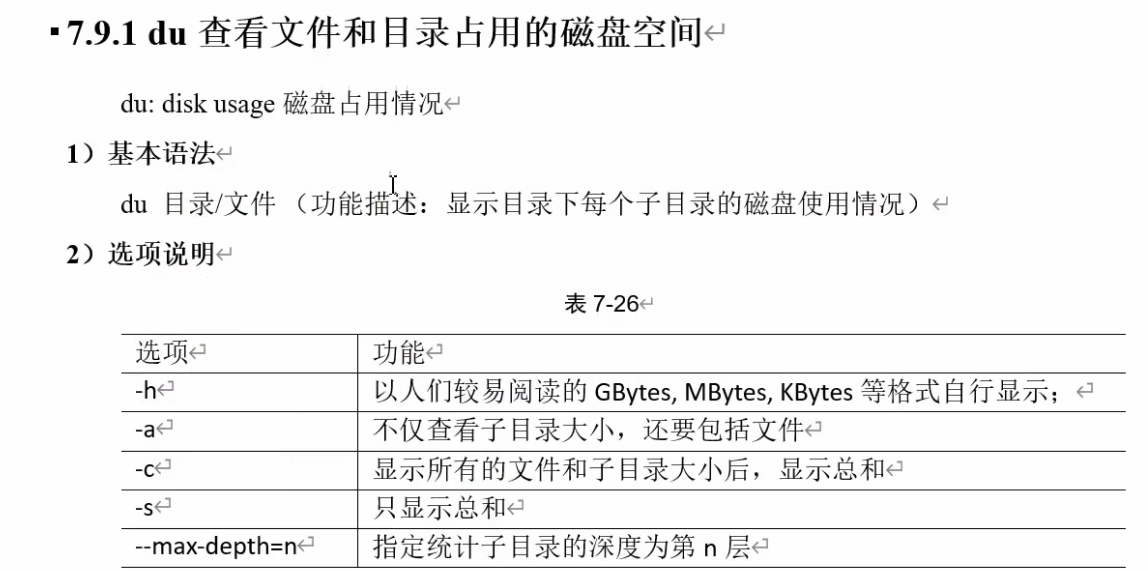 7.9.1 du 查看文件和目录占用的磁盘空间
du: disk usage 磁盘占用情况
1）基本语法
du 目录/文件 （功能描述：显示目录下每个子目录的磁盘使用情况）
2）选项说明
表 7-26
选项 功能
-h 以人们较易阅读的 GBytes, MBytes, KBytes 等格式自行显示；
-a 不仅查看子目录大小，还要包括文件
-c 显示所有的文件和子目录大小后，显示总和
-s 只显示总和
--max-depth=n 指定统计子目录的深度为第 n 层